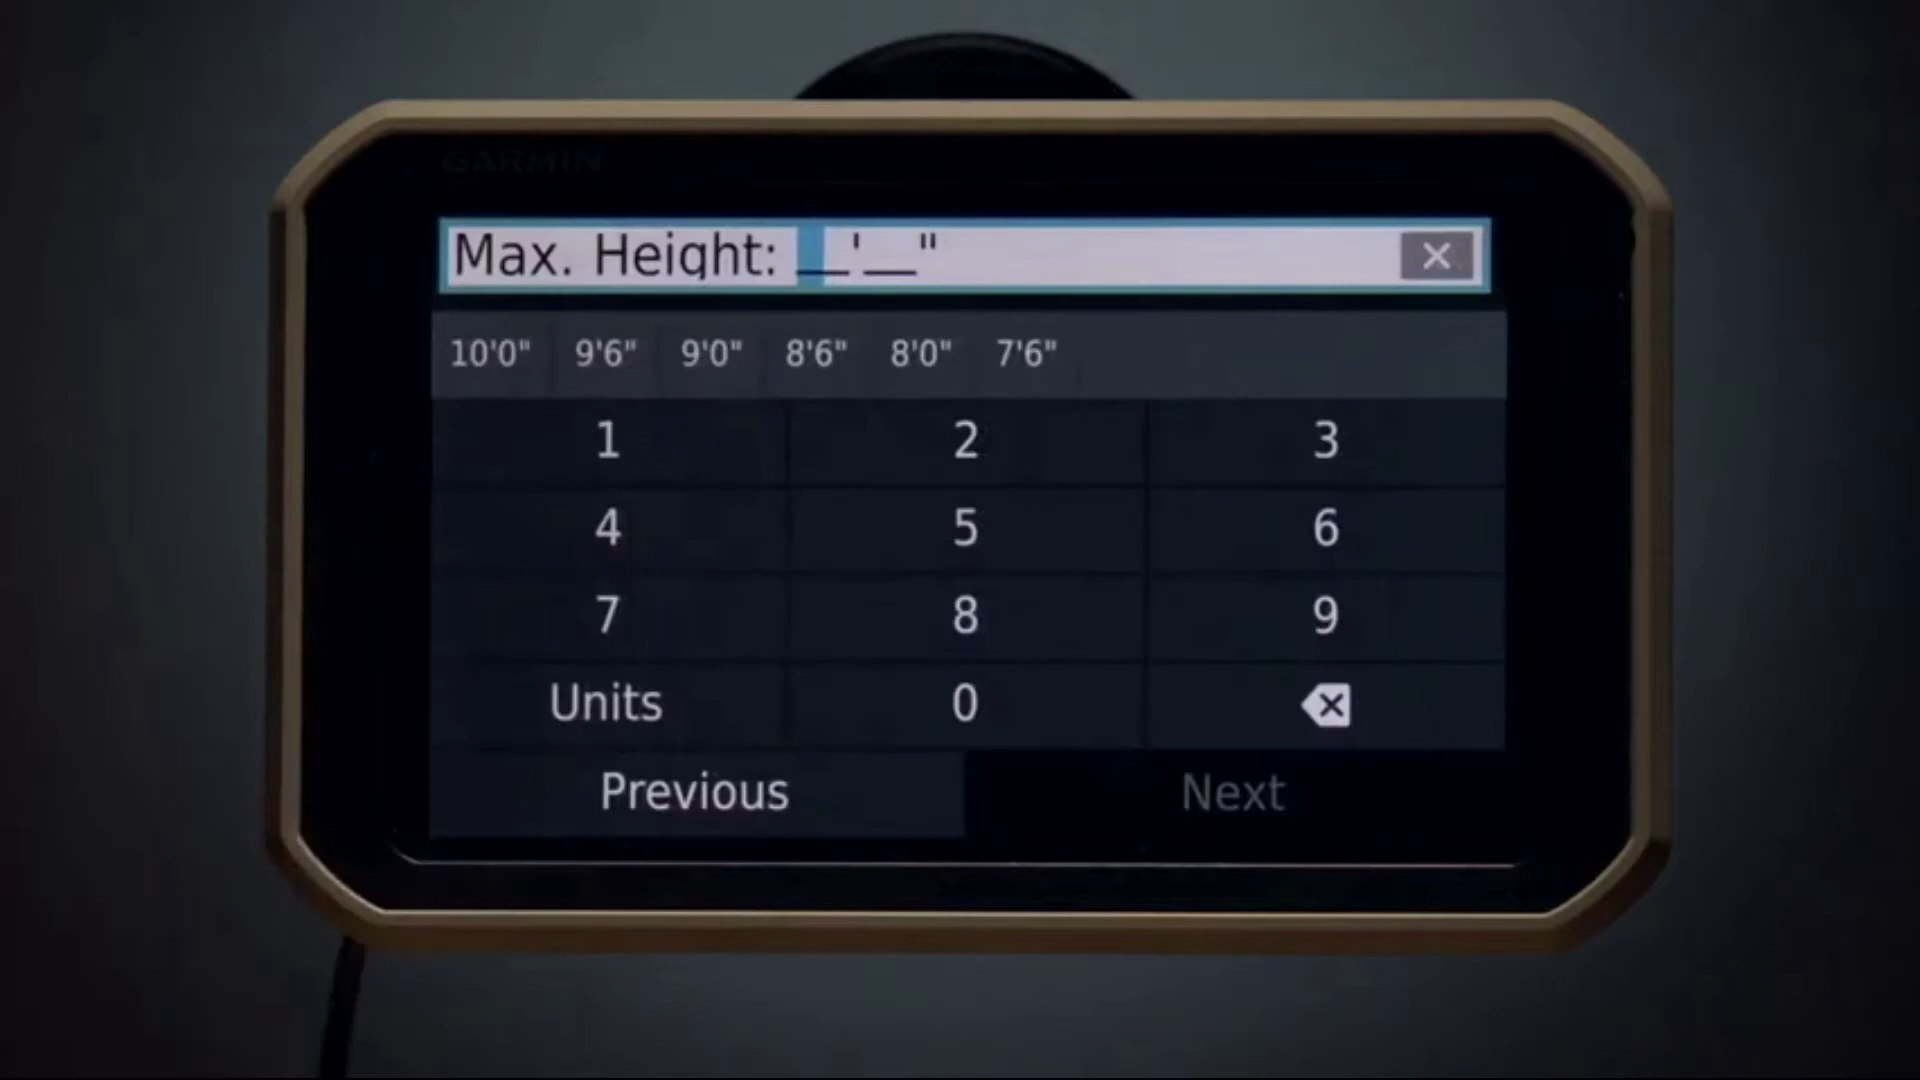 GARMIN
Max. Height: __'__"
10'0" 9'6" 9'0" 8'6" 8'0" 7'6"
1 2 3
4 5 6
7 8 9
Units 0
Previous Next